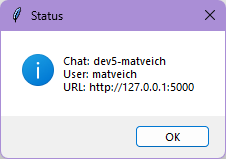 Status
Chat: dev5-matveich
User: matveich
URL: http://127.0.0.1:5000
OK